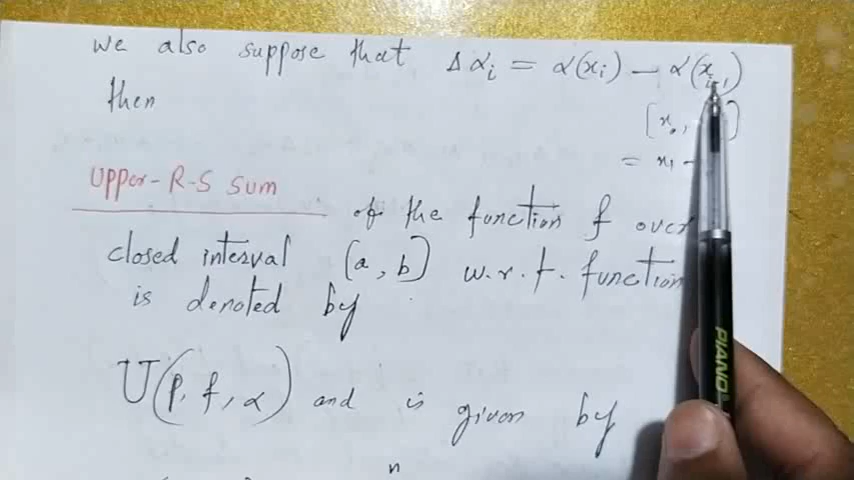 we also suppose that Δαi = α(xi) − α(xi-1)
then
[x0,      ]
= x1 -
Upper-R-S Sum
of the function f over
closed interval [a, b] w.r.t. function
is denoted by
U(p, f, α) and is given by
n
PIANO